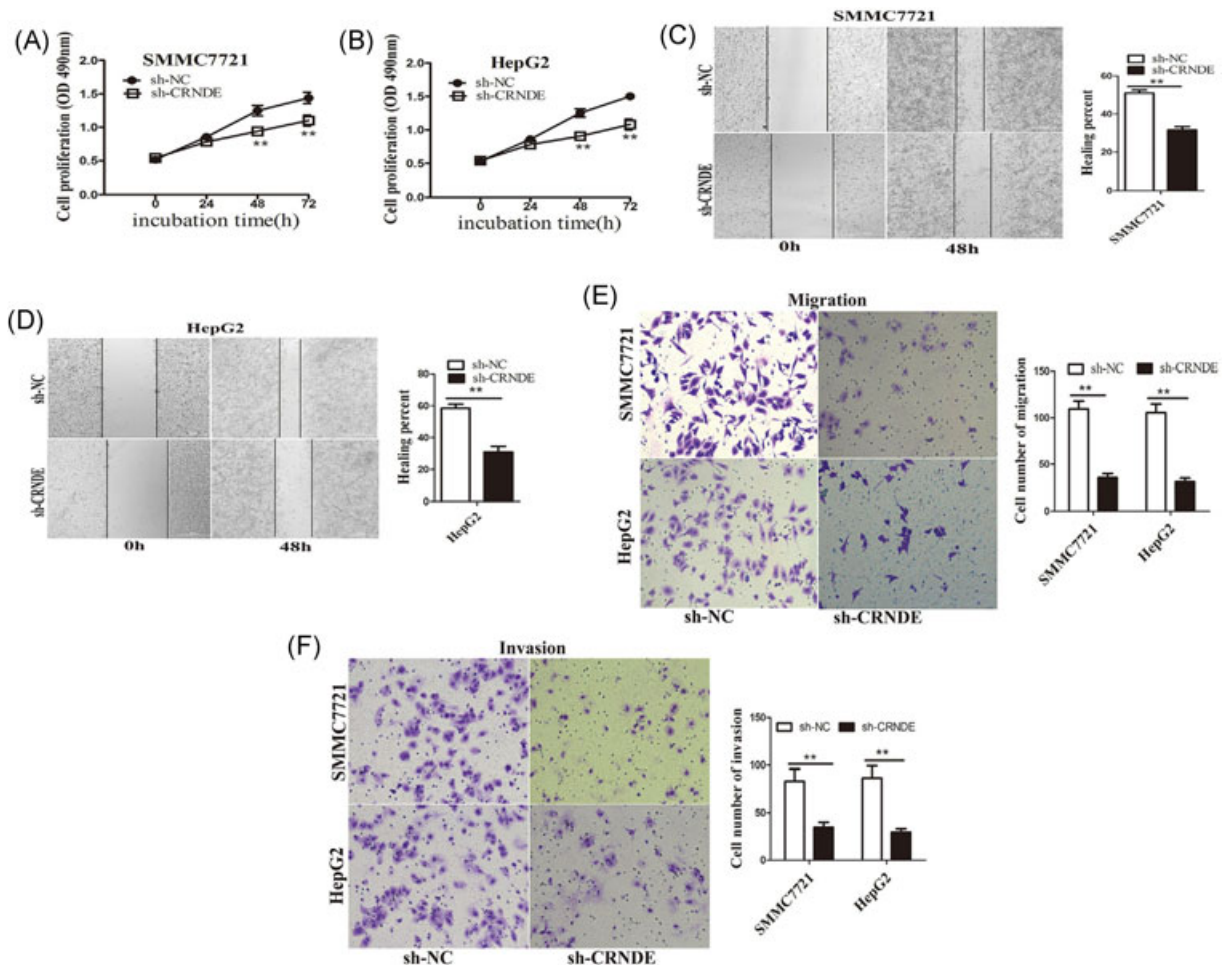 (A)
SMMC7721
sh-NC
sh-CRNDE
Cell proliferation (OD 490nm)
2.0
1.5
1.0
0.5
0.0
**
**
0 24 48 72
incubation time(h)
(B)
HepG2
sh-NC
sh-CRNDE
Cell proliferation (OD 490nm)
2.0
1.5
1.0
0.5
0.0
**
**
0 24 48 72
incubation time(h)
(C)
SMMC7721
sh-NC
sh-CRNDE
0h 48h
sh-NC
sh-CRNDE
Healing percent
80
60
40
20
0
**
SMMC7721
(D)
HepG2
sh-NC
sh-CRNDE
0h 48h
sh-NC
sh-CRNDE
Healing percent
80
60
40
20
0
**
HepG2
(E)
Migration
SMMC7721
HepG2
sh-NC sh-CRNDE
sh-NC sh-CRNDE
Cell number of migration
150
100
50
0
** **
SMMC7721 HepG2
(F)
Invasion
SMMC7721
HepG2
sh-NC sh-CRNDE
sh-NC sh-CRNDE
Cell number of invasion
150
100
50
0
** **
SMMC7721 HepG2